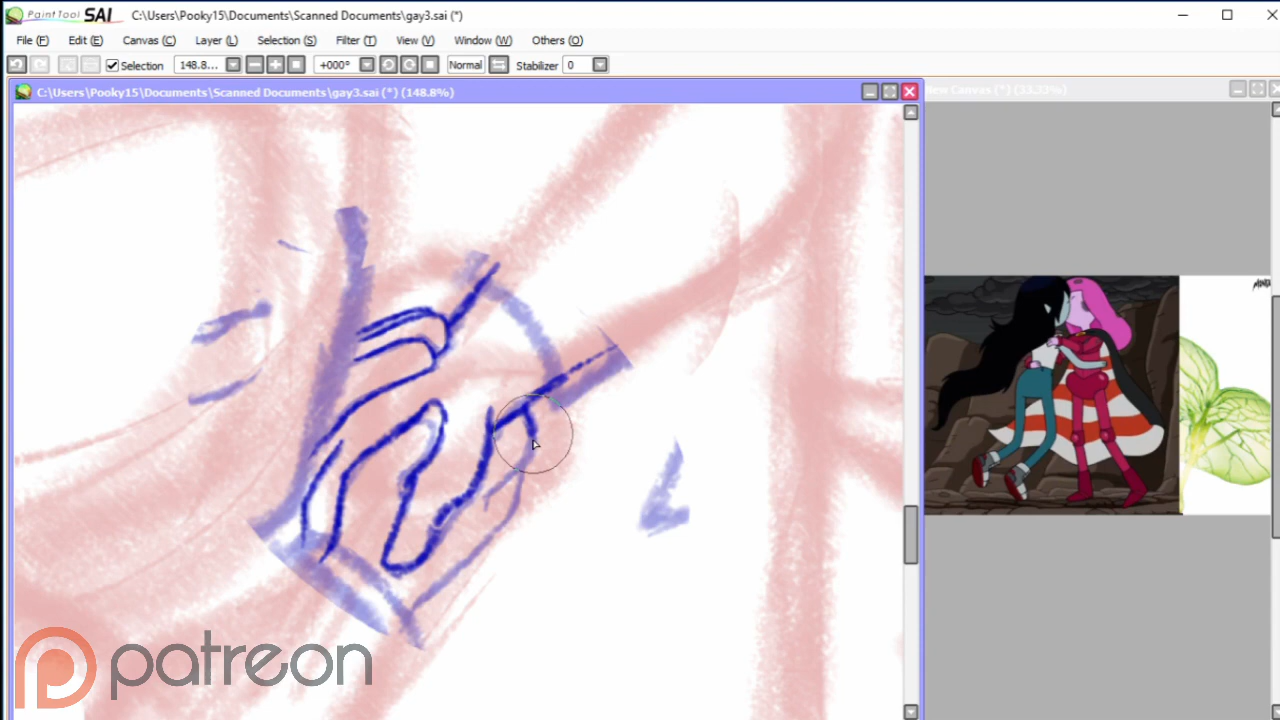 PaintTool SAI C:\Users\Pooky15\Documents\Scanned Documents\gay3.sai (*)
File (F) Edit (E) Canvas (C) Layer (L) Selection (S) Filter (T) View (V) Window (W) Others (O)
Selection 148.8... +000° Normal Stabilizer 0
C:\Users\Pooky15\Documents\Scanned Documents\gay3.sai (*) (148.8%)
New Canvas (*) (33.33%)
patreon